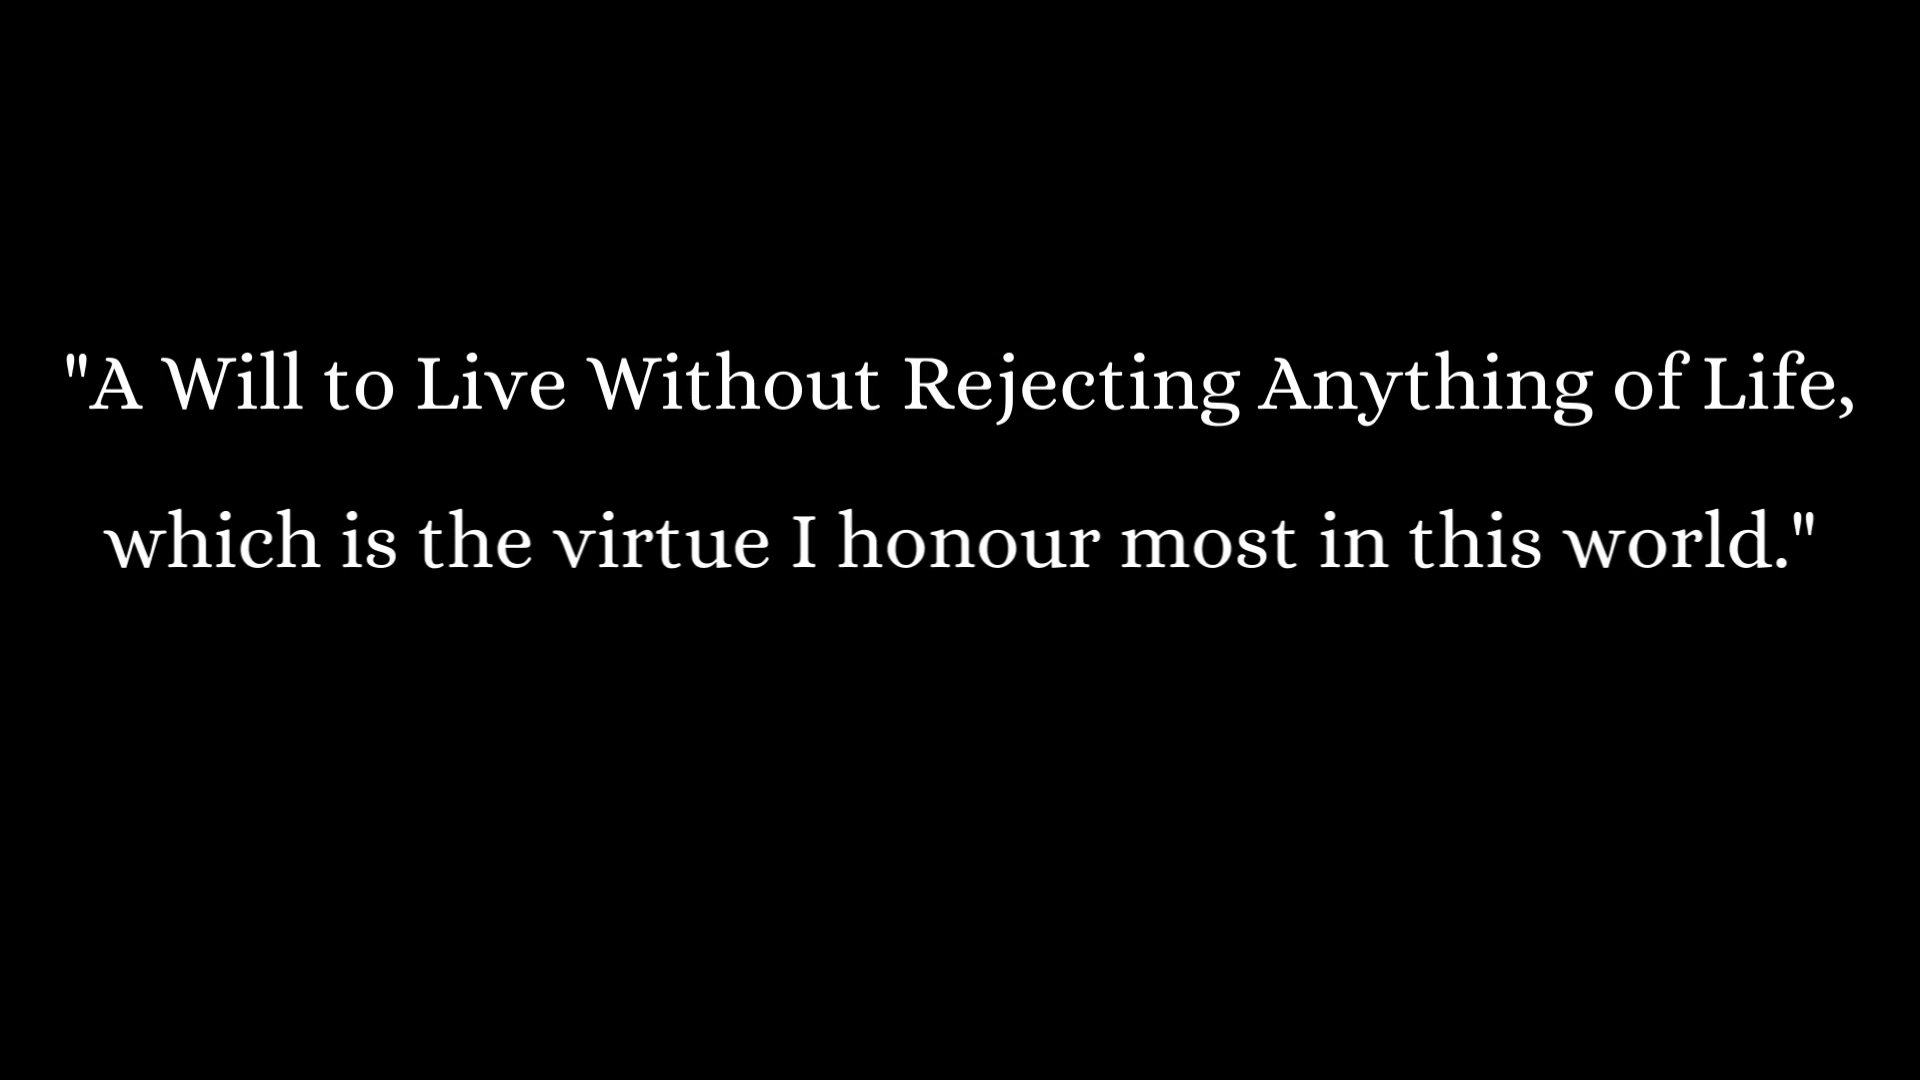 "A Will to Live Without Rejecting Anything of Life,
which is the virtue I honour most in this world."